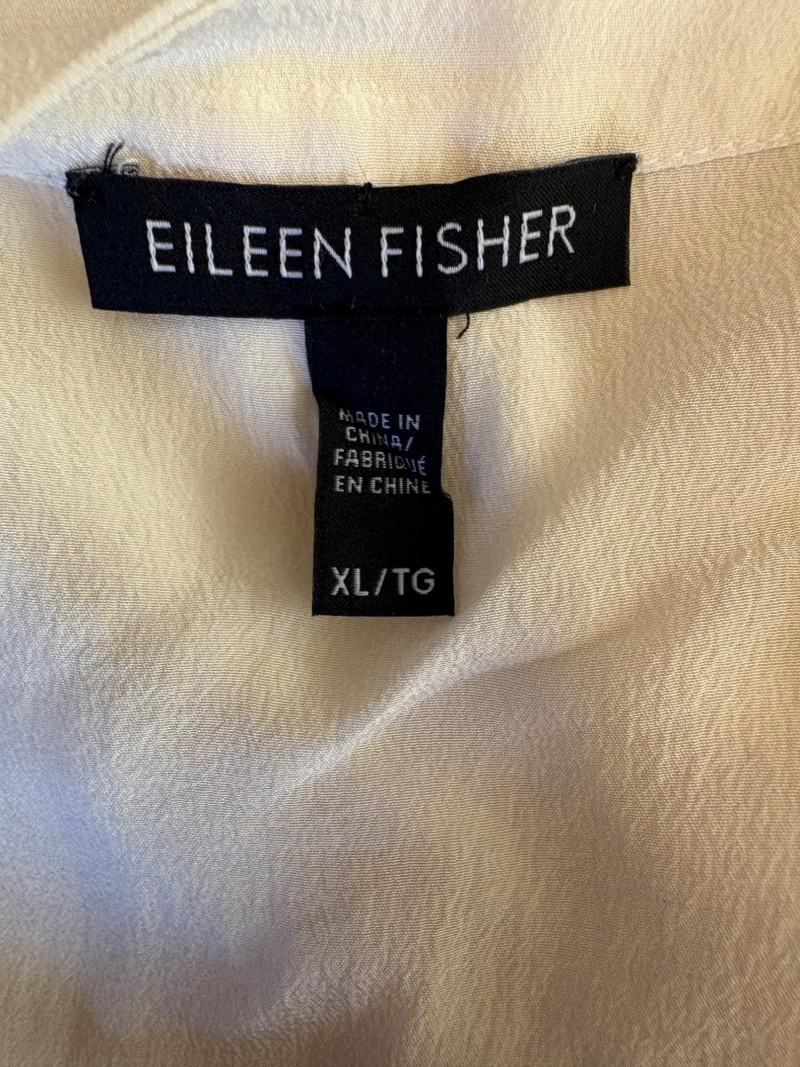 EILEEN FISHER
MADE IN
CHINA/
FABRIQUÉ
EN CHINE
XL/TG